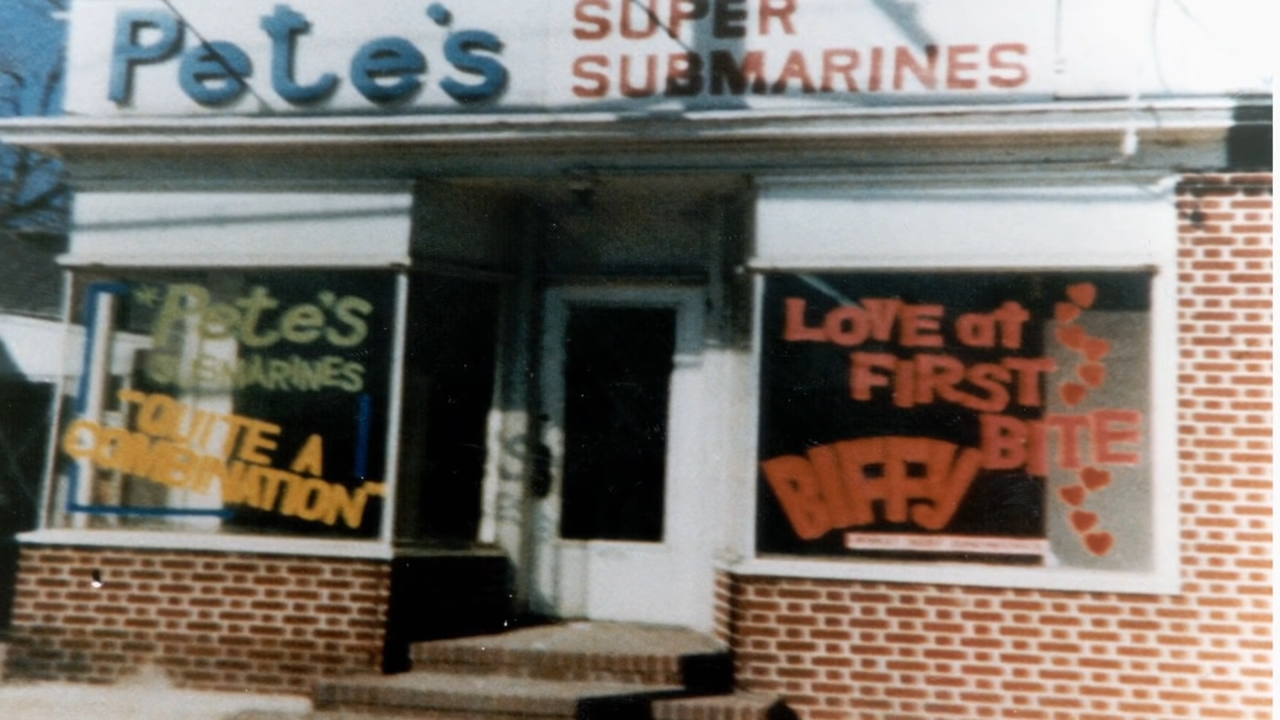 Pete's
SUPER
SUBMARINES
Pete's
SUBMARINES
"QUITE A
COMBINATION"
LOVE at
FIRST
BITE
BIFFY